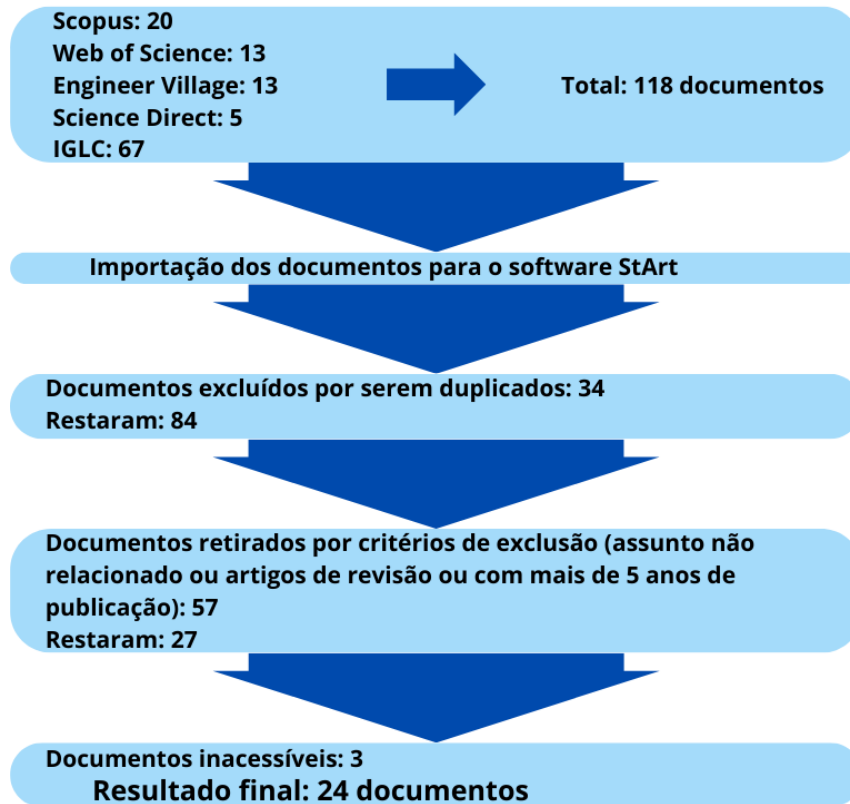 Scopus: 20
Web of Science: 13
Engineer Village: 13
Science Direct: 5
IGLC: 67
Total: 118 documentos
Importação dos documentos para o software StArt
Documentos excluídos por serem duplicados: 34
Restaram: 84
Documentos retirados por critérios de exclusão (assunto não
relacionado ou artigos de revisão ou com mais de 5 anos de
publicação): 57
Restaram: 27
Documentos inacessíveis: 3
Resultado final: 24 documentos